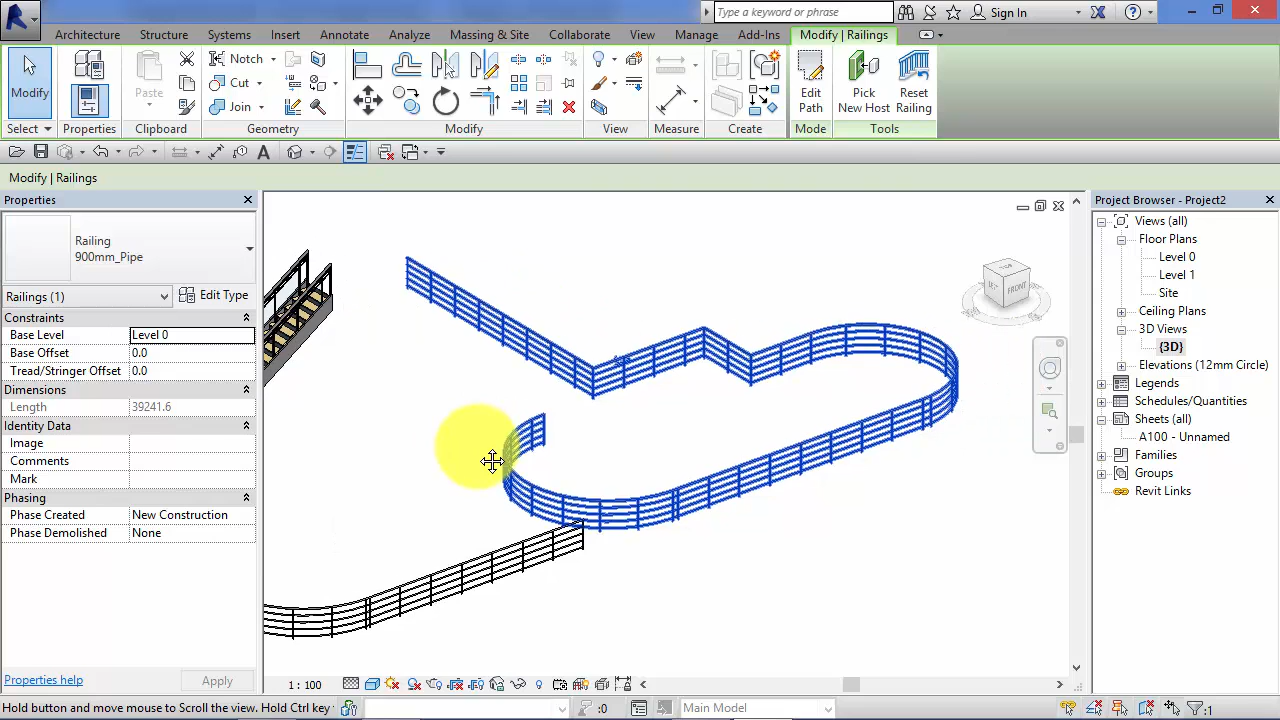 Type a keyword or phrase
Sign In
Architecture Structure Systems Insert Annotate Analyze Massing & Site Collaborate View Manage Add-Ins Modify | Railings
Modify
Paste
Notch
Cut
Join
Edit Path
Pick New Host
Reset Railing
Select Properties Clipboard Geometry Modify View Measure Create Mode Tools
Modify | Railings
Properties
Railing
900mm_Pipe
Railings (1)
Edit Type
Constraints
Base Level Level 0
Base Offset 0.0
Tread/Stringer Offset 0.0
Dimensions
Length 39241.6
Identity Data
Image
Comments
Mark
Phasing
Phase Created New Construction
Phase Demolished None
Properties help
Apply
TOP
LEFT
FRONT
1 : 100
Project Browser - Project2
Views (all)
Floor Plans
Level 0
Level 1
Site
Ceiling Plans
3D Views
{3D}
Elevations (12mm Circle)
Legends
Schedules/Quantities
Sheets (all)
A100 - Unnamed
Families
Groups
Revit Links
Hold button and move mouse to Scroll the view. Hold Ctrl key
:0
Main Model
:1